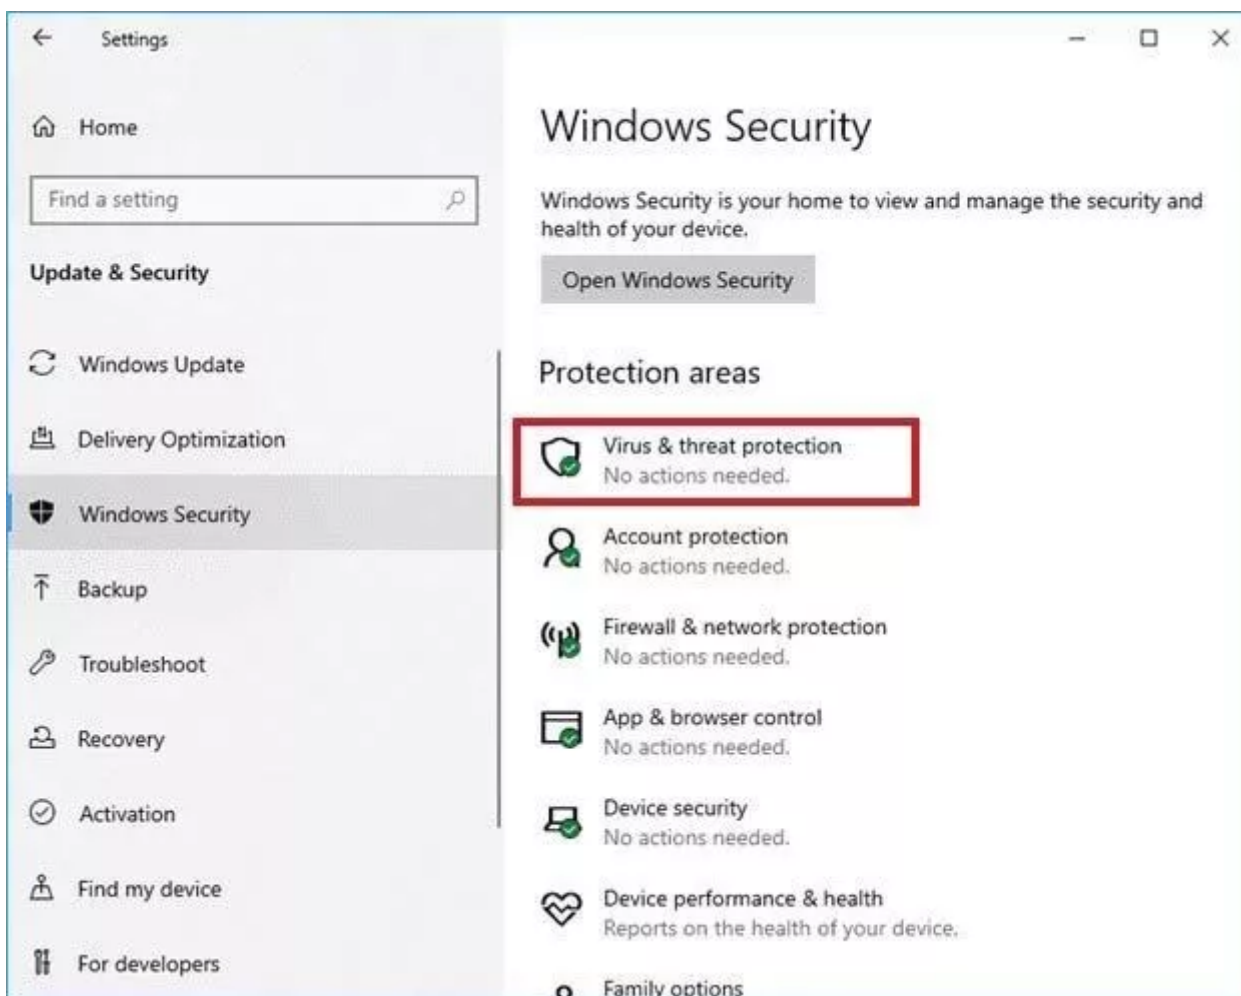 Settings
Home
Find a setting
Update & Security
Windows Update
Delivery Optimization
Windows Security
Backup
Troubleshoot
Recovery
Activation
Find my device
For developers
Windows Security
Windows Security is your home to view and manage the security and
health of your device.
Open Windows Security
Protection areas
Virus & threat protection
No actions needed.
Account protection
No actions needed.
Firewall & network protection
No actions needed.
App & browser control
No actions needed.
Device security
No actions needed.
Device performance & health
Reports on the health of your device.
Family options